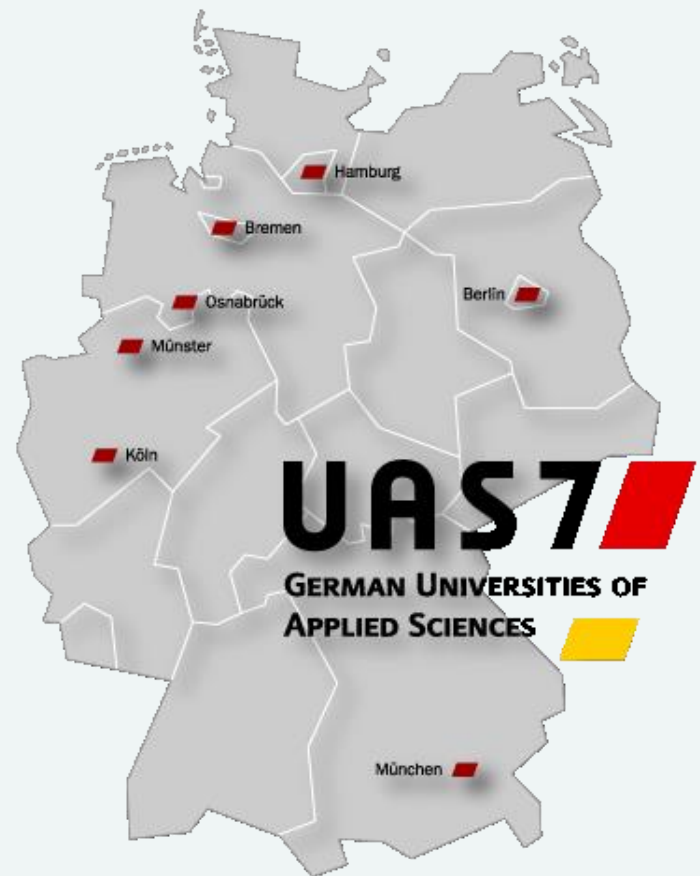 Hamburg
Bremen
Berlin
Osnabrück
Münster
Köln
UAS7
GERMAN UNIVERSITIES OF
APPLIED SCIENCES
München